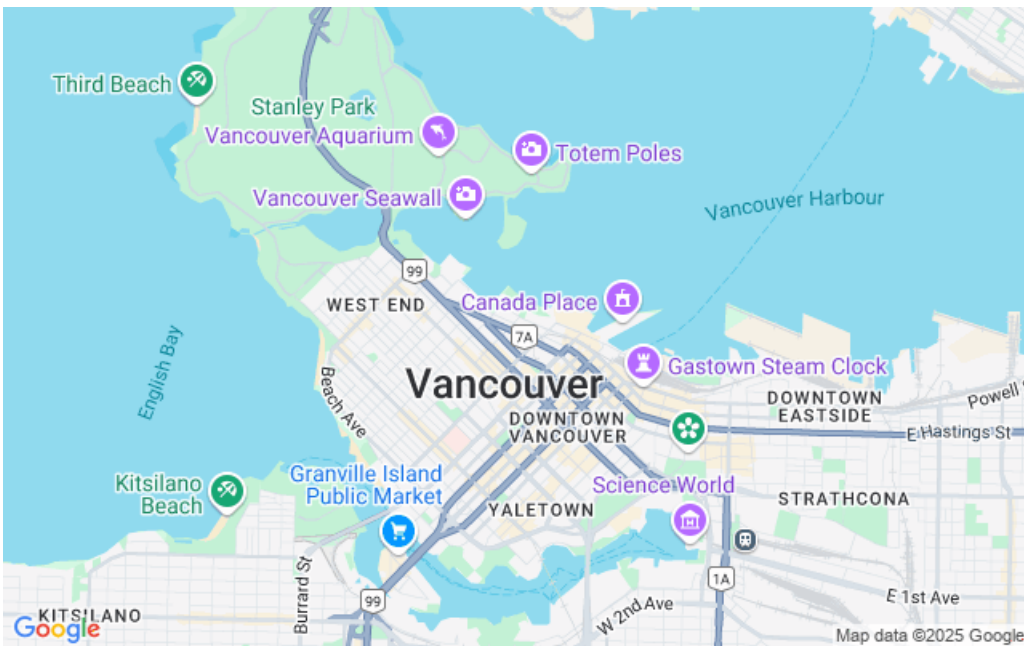 Third Beach
Stanley Park
Vancouver Aquarium
Totem Poles
Vancouver Seawall
Vancouver Harbour
99
WEST END
Canada Place
7A
English Bay
Beach Ave
Gastown Steam Clock
Vancouver
DOWNTOWN
VANCOUVER
DOWNTOWN
EASTSIDE
Powell S
E Hastings St
Granville Island
Public Market
Kitsilano
Beach
Science World
YALETOWN
STRATHCONA
Burrard St
99
1A
W 2nd Ave
E 1st Ave
KITSILANO
Google
Map data ©2025 Google